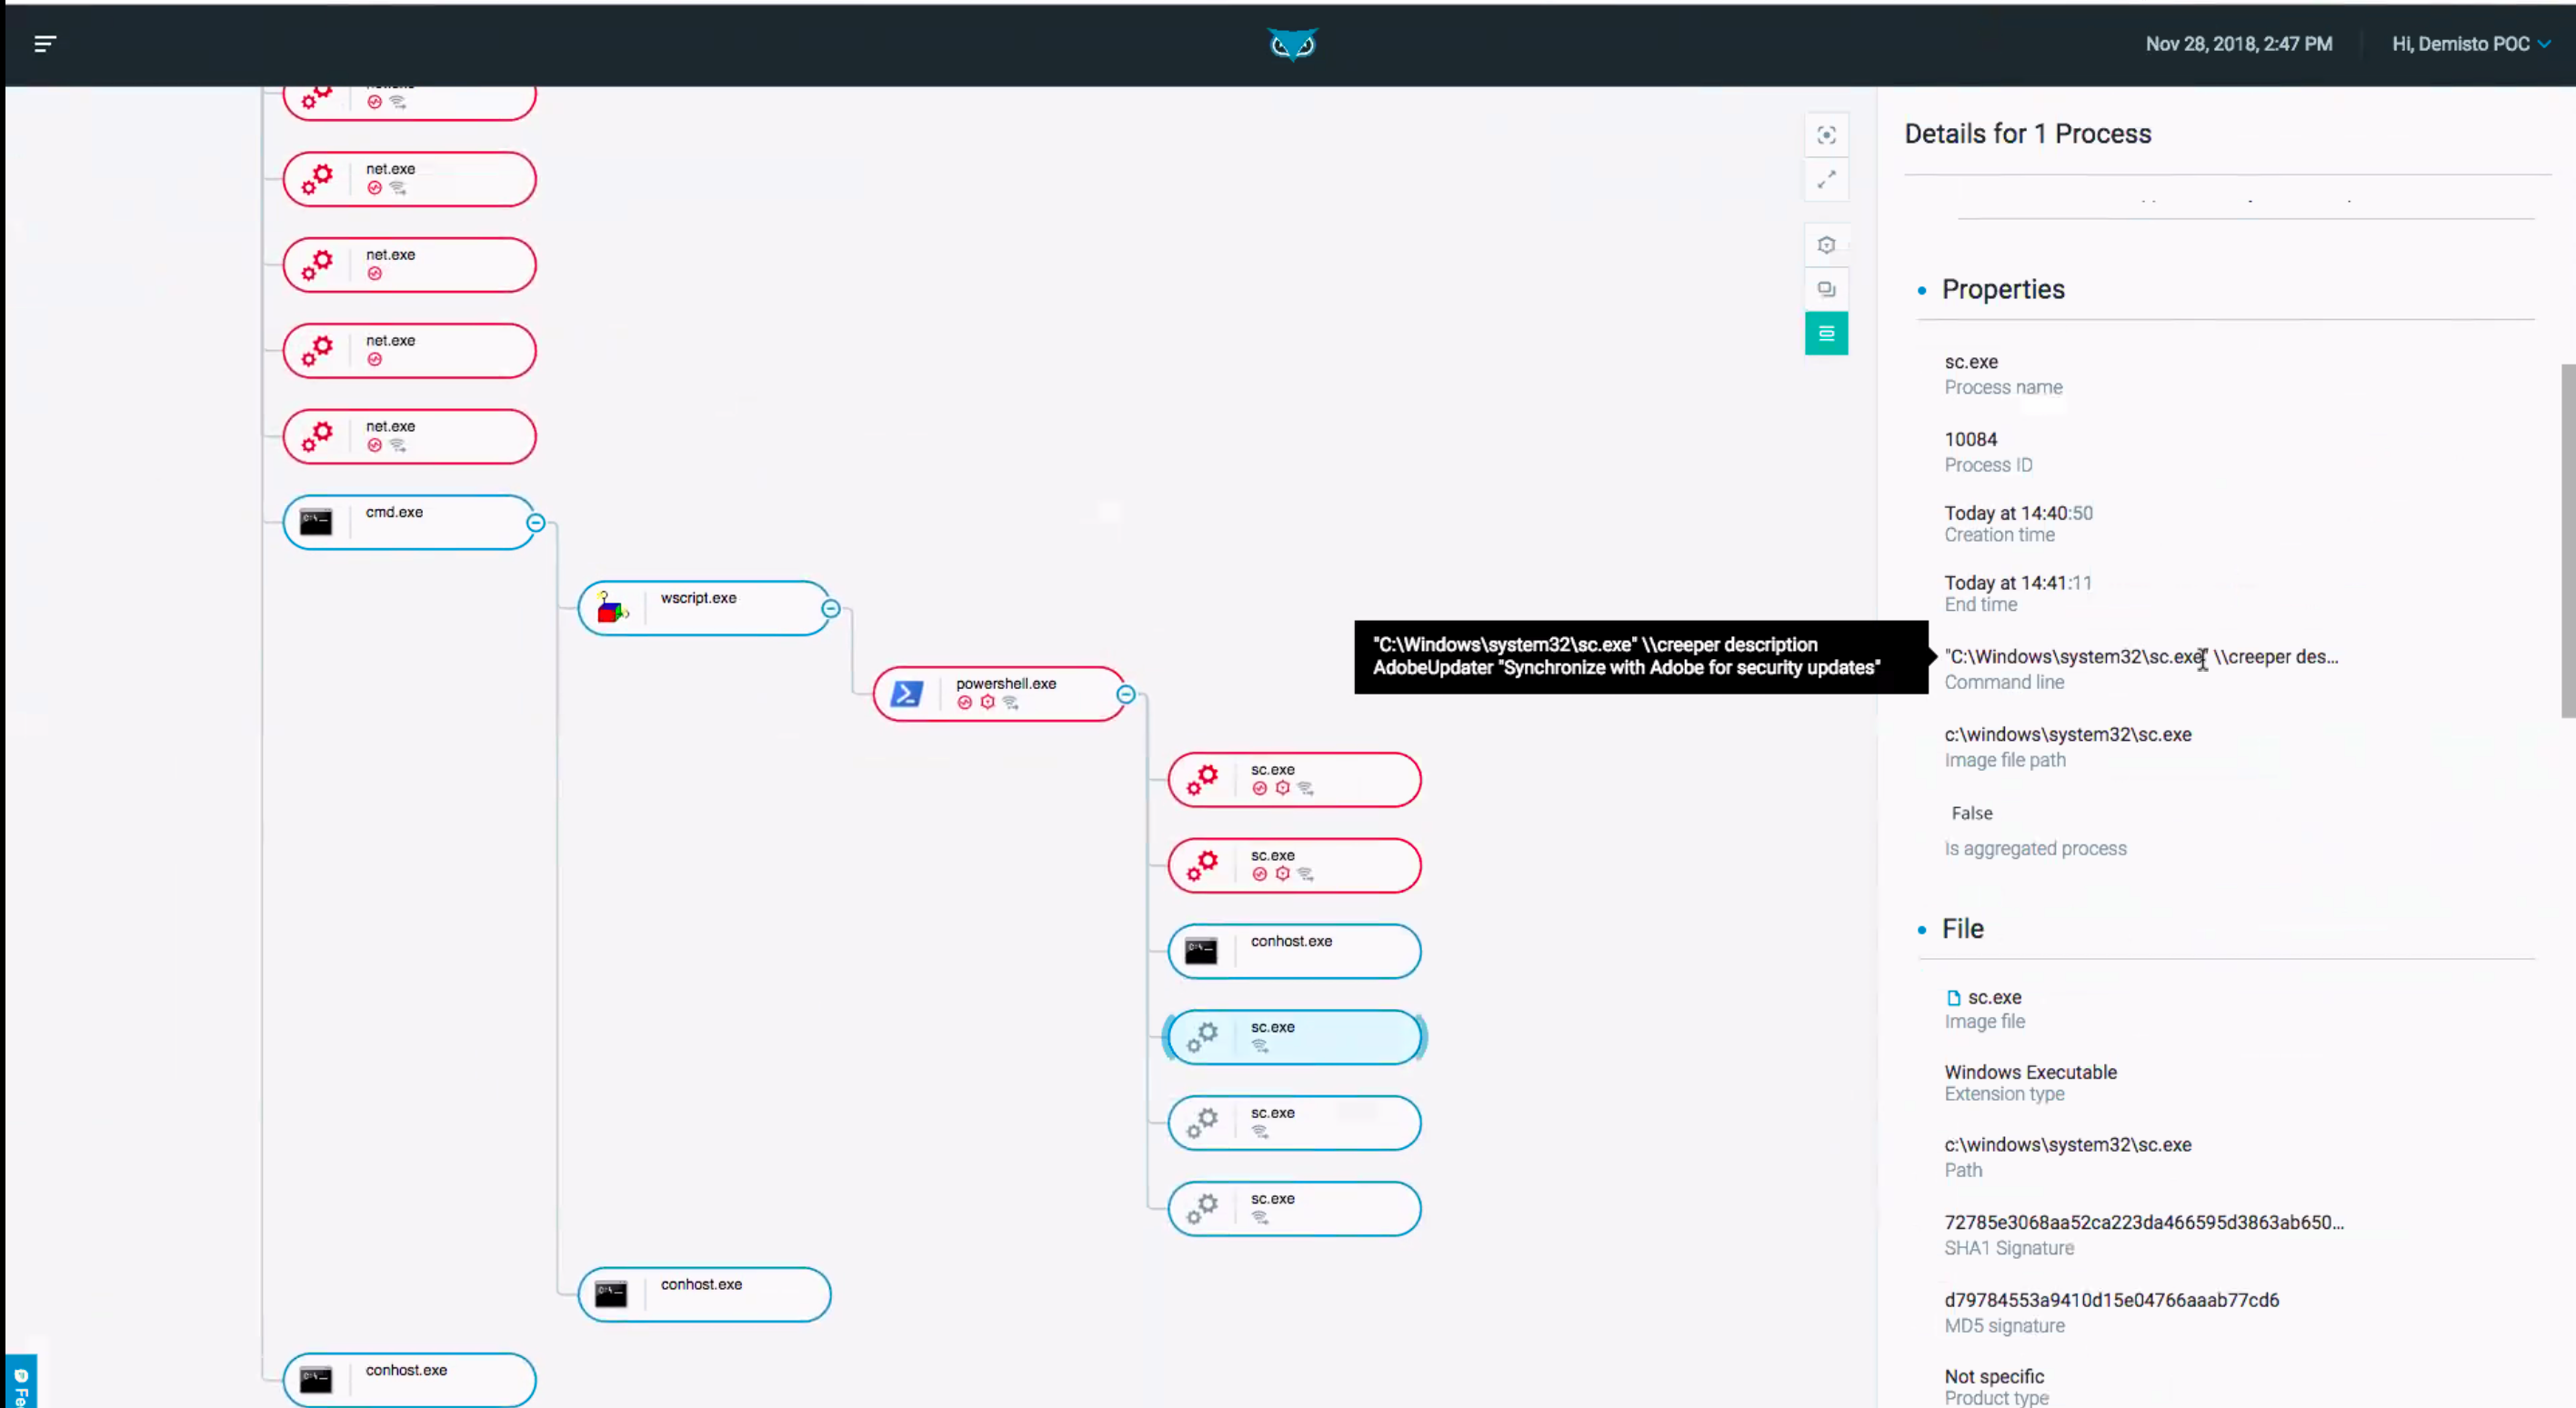 Nov 28, 2018, 2:47 PM
Hi, Demisto POC
net.exe
net.exe
net.exe
net.exe
cmd.exe
wscript.exe
powershell.exe
sc.exe
sc.exe
conhost.exe
sc.exe
sc.exe
sc.exe
conhost.exe
conhost.exe
"C:\Windows\system32\sc.exe" \\creeper description
AdobeUpdater "Synchronize with Adobe for security updates"
Details for 1 Process
Properties
sc.exe
Process name
10084
Process ID
Today at 14:40:50
Creation time
Today at 14:41:11
End time
"C:\Windows\system32\sc.exe" \\creeper des...
Command line
c:\windows\system32\sc.exe
Image file path
False
Is aggregated process
File
sc.exe
Image file
Windows Executable
Extension type
c:\windows\system32\sc.exe
Path
72785e3068aa52ca223da466595d3863ab650...
SHA1 Signature
d79784553a9410d15e04766aaab77cd6
MD5 signature
Not specific
Product type
Fe